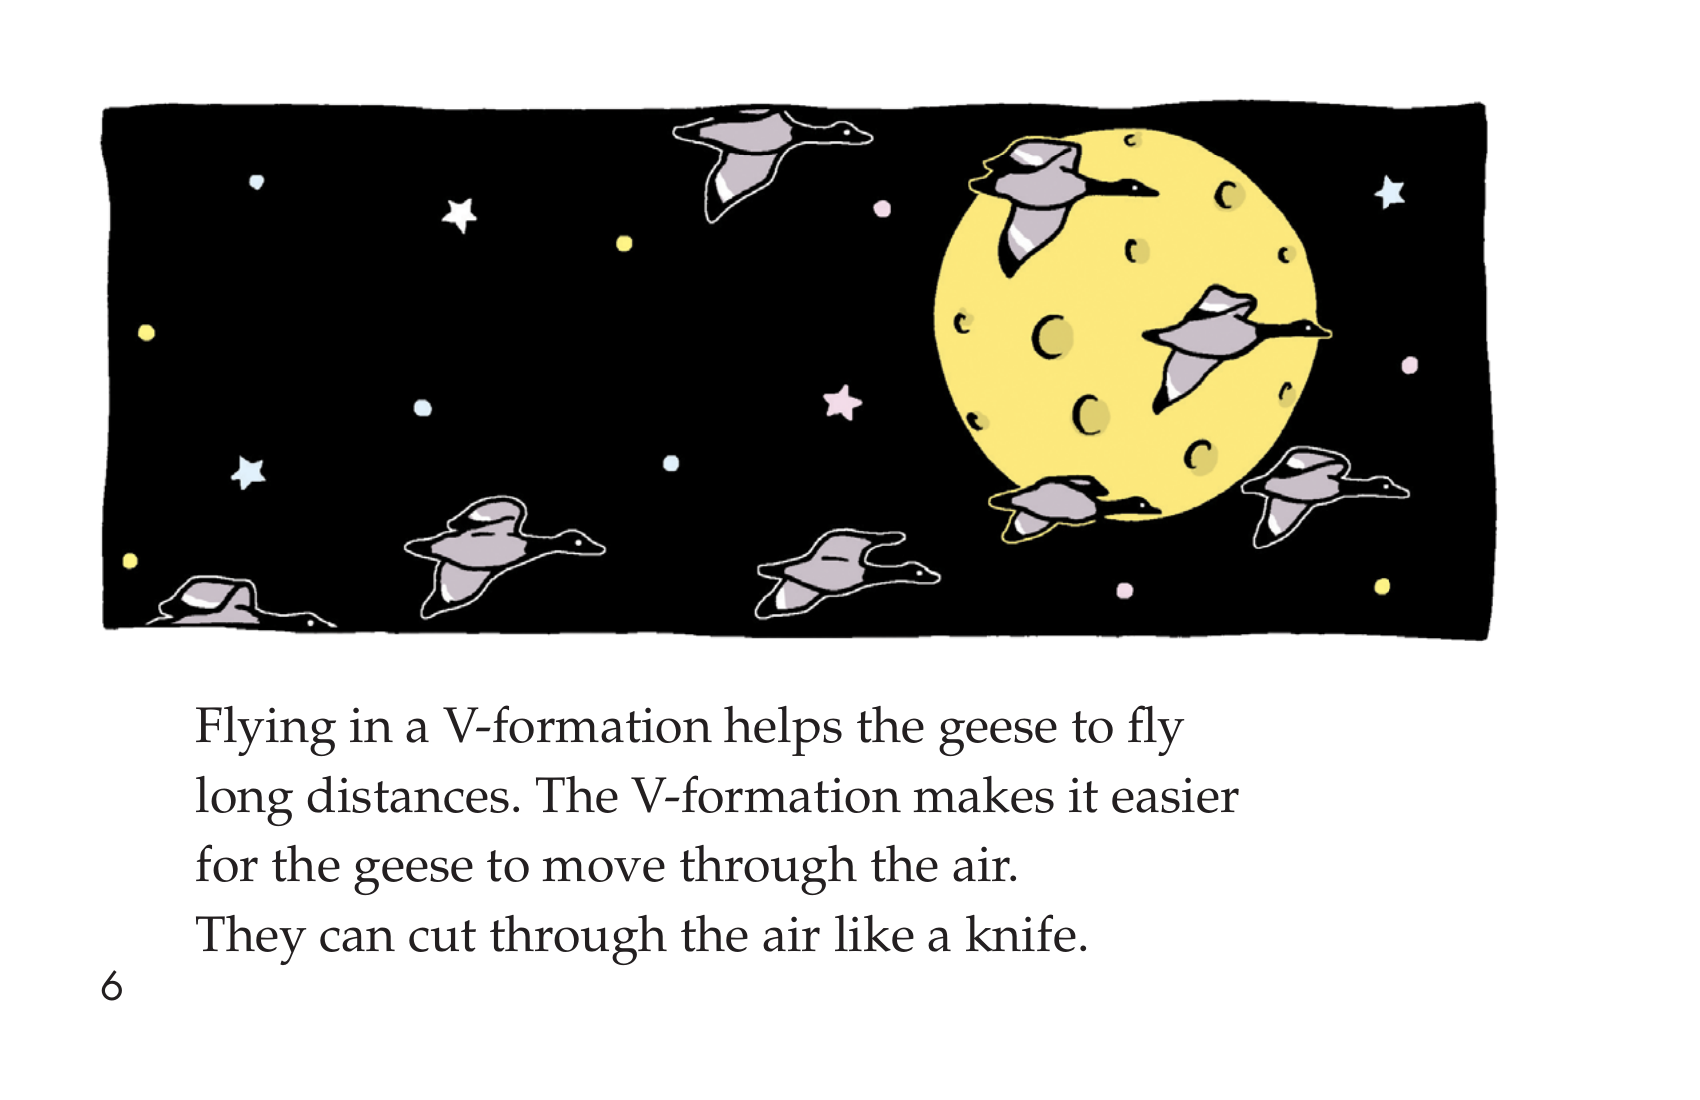 Flying in a V-formation helps the geese to fly
long distances. The V-formation makes it easier
for the geese to move through the air.
They can cut through the air like a knife.
6